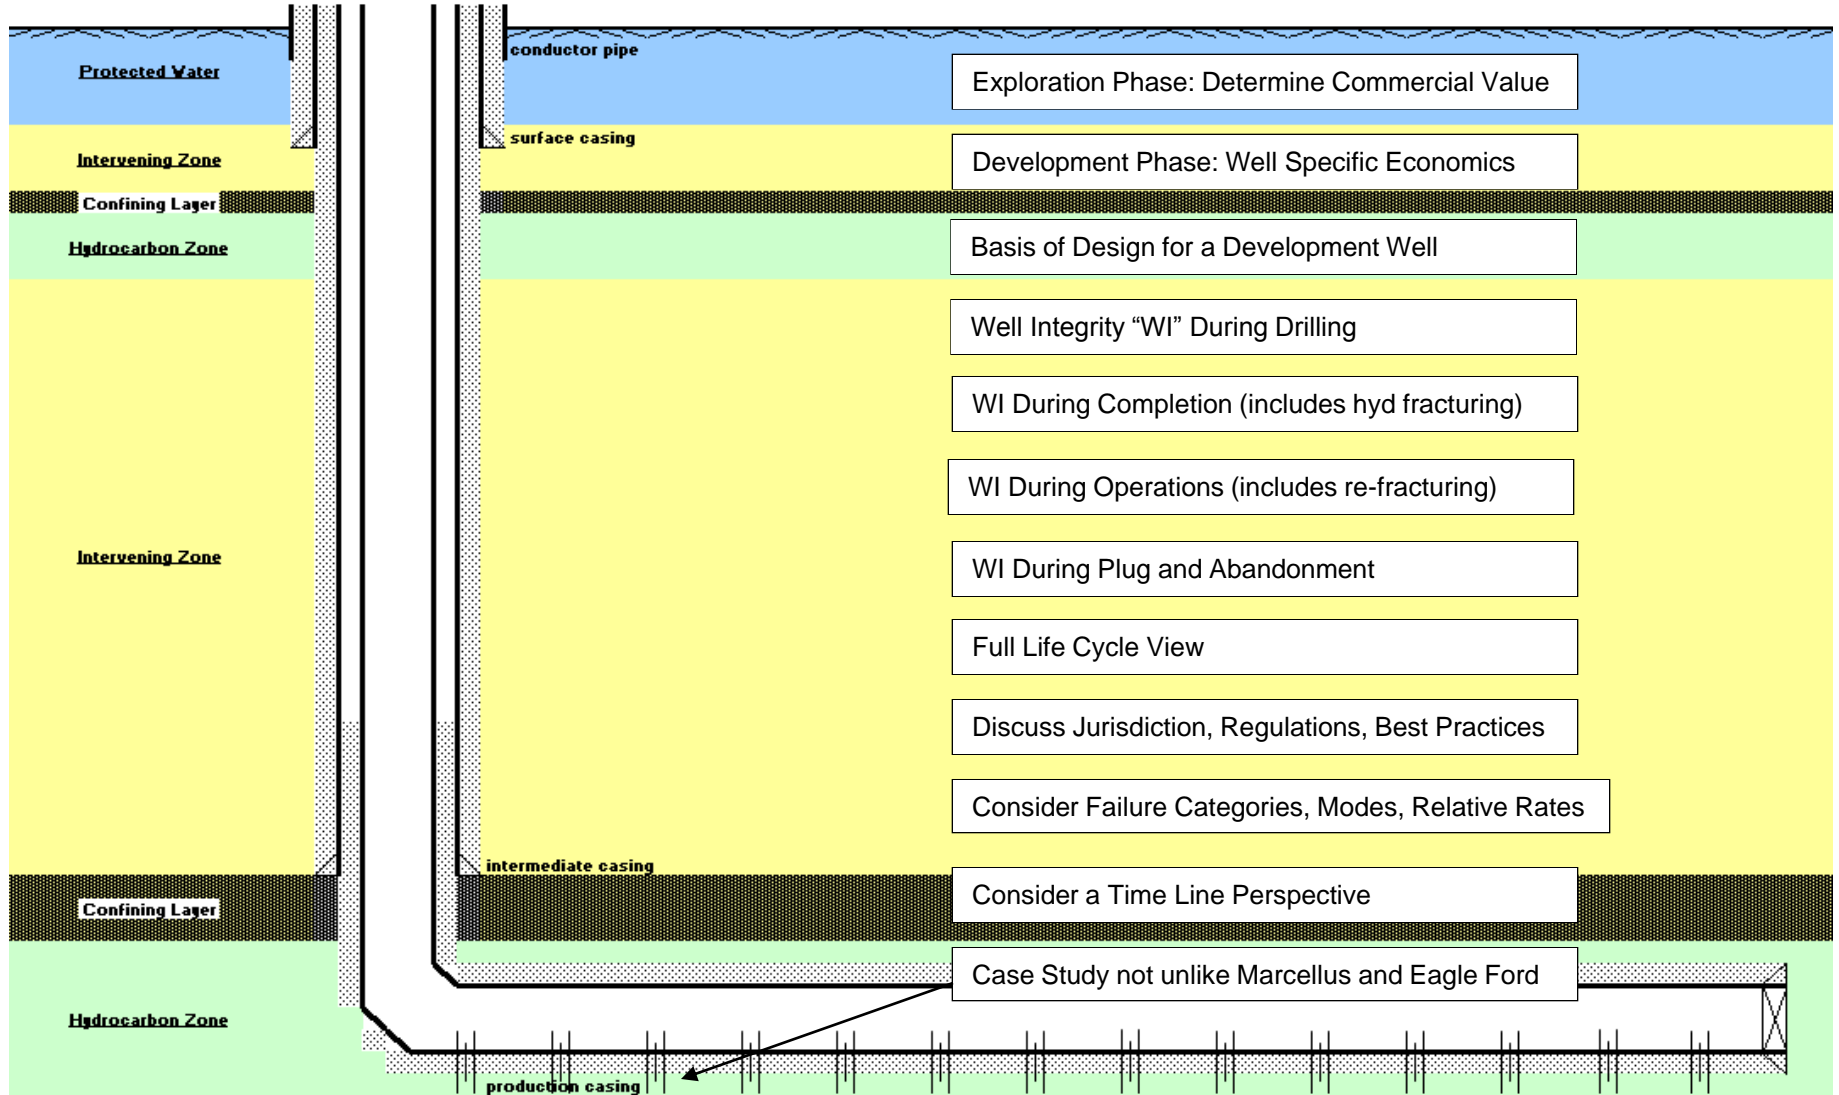 conductor pipe
Protected Water
Exploration Phase: Determine Commercial Value
surface casing
Intervening Zone
Development Phase: Well Specific Economics
Confining Layer
Hydrocarbon Zone
Basis of Design for a Development Well
Well Integrity “WI” During Drilling
WI During Completion (includes hyd fracturing)
WI During Operations (includes re-fracturing)
Intervening Zone
WI During Plug and Abandonment
Full Life Cycle View
Discuss Jurisdiction, Regulations, Best Practices
Consider Failure Categories, Modes, Relative Rates
intermediate casing
Confining Layer
Consider a Time Line Perspective
Case Study not unlike Marcellus and Eagle Ford
Hydrocarbon Zone
production casing